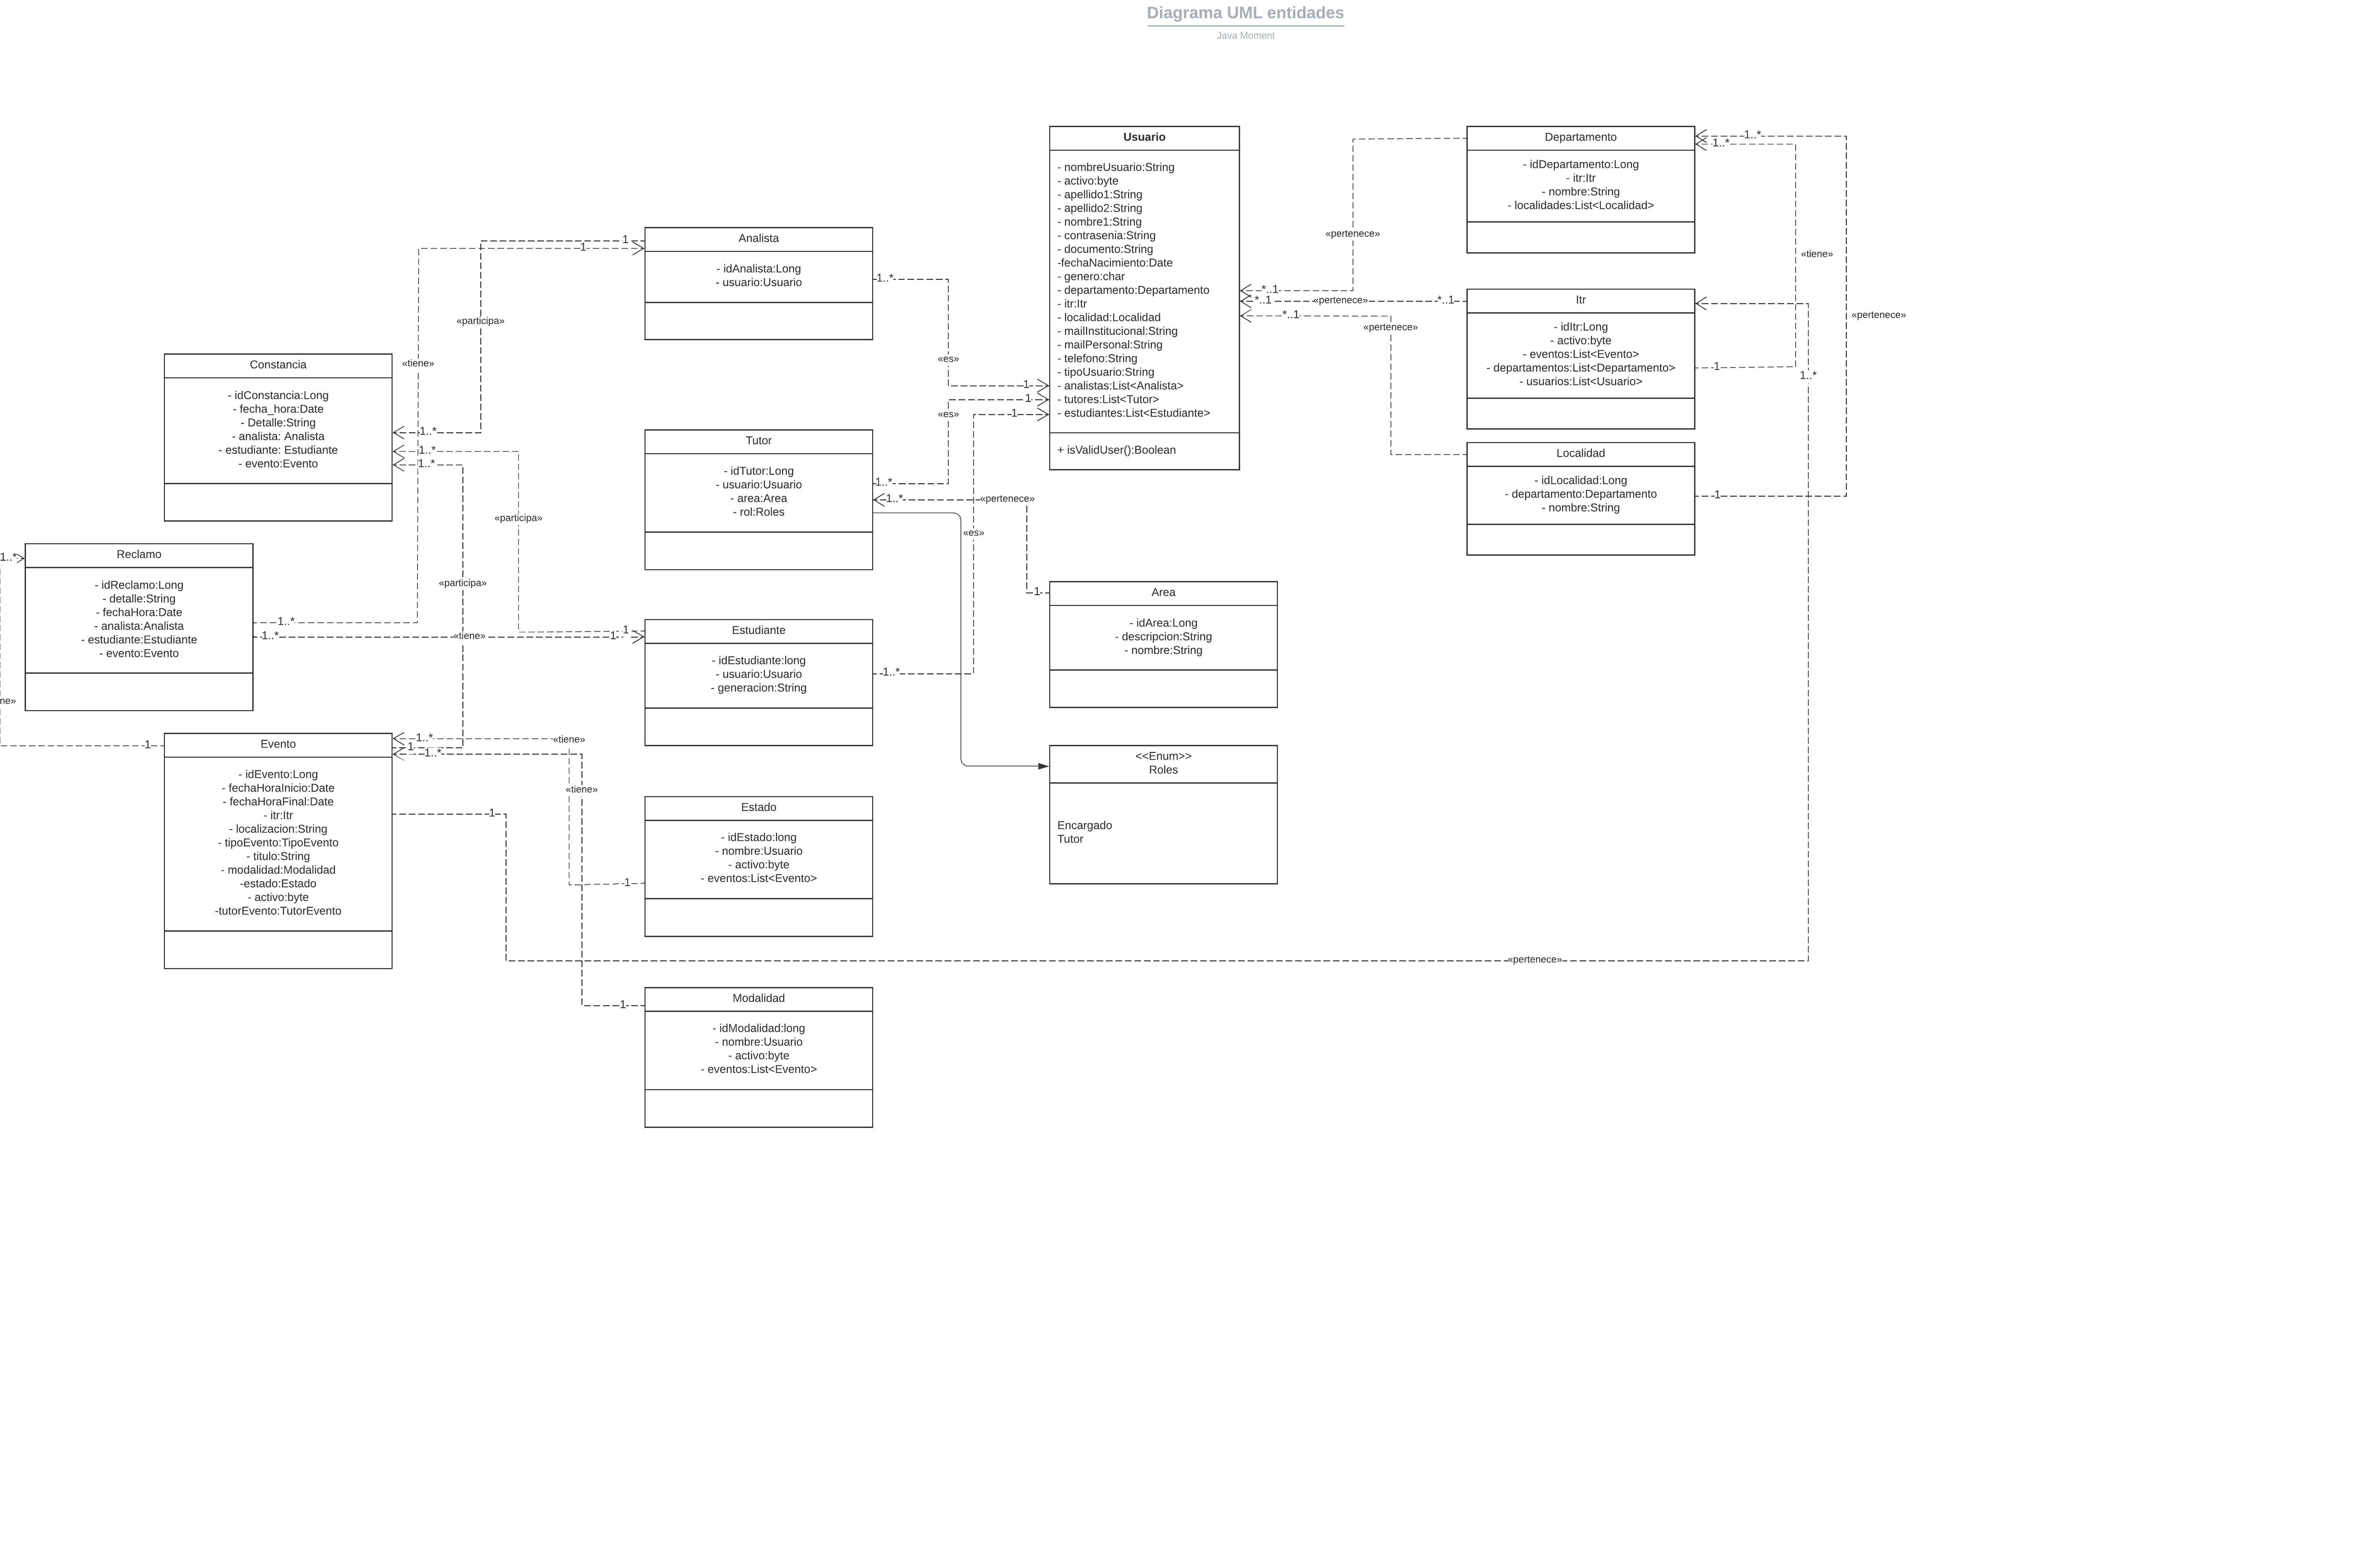 Diagrama UML entidades
Java Moment
Usuario
- nombreUsuario:String
- activo:byte
- apellido1:String
- apellido2:String
- nombre1:String
- contrasenia:String
- documento:String
-fechaNacimiento:Date
- genero:char
- departamento:Departamento
- itr:Itr
- localidad:Localidad
- mailInstitucional:String
- mailPersonal:String
- telefono:String
- tipoUsuario:String
- analistas:List<Analista>
- tutores:List<Tutor>
- estudiantes:List<Estudiante>
+ isValidUser():Boolean
Departamento
- idDepartamento:Long
- itr:Itr
- nombre:String
- localidades:List<Localidad>
Itr
- idItr:Long
- activo:byte
- eventos:List<Evento>
- departamentos:List<Departamento>
- usuarios:List<Usuario>
Localidad
- idLocalidad:Long
- departamento:Departamento
- nombre:String
Analista
- idAnalista:Long
- usuario:Usuario
Tutor
- idTutor:Long
- usuario:Usuario
- area:Area
- rol:Roles
Constancia
- idConstancia:Long
- fecha_hora:Date
- Detalle:String
- analista: Analista
- estudiante: Estudiante
- evento:Evento
Reclamo
- idReclamo:Long
- detalle:String
- fechaHora:Date
- analista:Analista
- estudiante:Estudiante
- evento:Evento
Estudiante
- idEstudiante:long
- usuario:Usuario
- generacion:String
Area
- idArea:Long
- descripcion:String
- nombre:String
<<Enum>>
Roles
Encargado
Tutor
Evento
- idEvento:Long
- fechaHoraInicio:Date
- fechaHoraFinal:Date
- itr:Itr
- localizacion:String
- tipoEvento:TipoEvento
- titulo:String
- modalidad:Modalidad
-estado:Estado
- activo:byte
-tutorEvento:TutorEvento
Estado
- idEstado:long
- nombre:Usuario
- activo:byte
- eventos:List<Evento>
Modalidad
- idModalidad:long
- nombre:Usuario
- activo:byte
- eventos:List<Evento>
1
1
«participa»
«tiene»
1..*
1..*
1..*
«participa»
«participa»
1..*
1..*
«tiene»
1
1
1..*
ne»
1
1..*
1
1..*
«tiene»
«tiene»
1
1
1
«pertenece»
1..*
«es»
1
1
1
«es»
1..*
1..*
«pertenece»
«es»
1
1..*
«pertenece»
*..1
*..1
«pertenece»
*..1
*..1
«pertenece»
1..*
1..*
«tiene»
«pertenece»
1
1..*
1